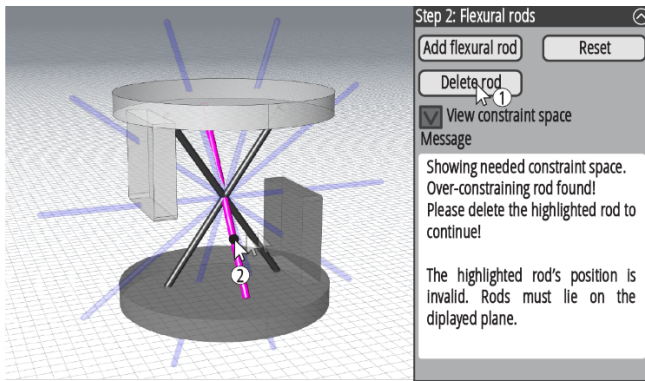 Step 2: Flexural rods
Add flexural rod
Reset
Delete rod
1
View constraint space
Message
Showing needed constraint space.
Over-constraining rod found!
Please delete the highlighted rod to
continue!
The highlighted rod's position is
invalid. Rods must lie on the
diplayed plane.
2